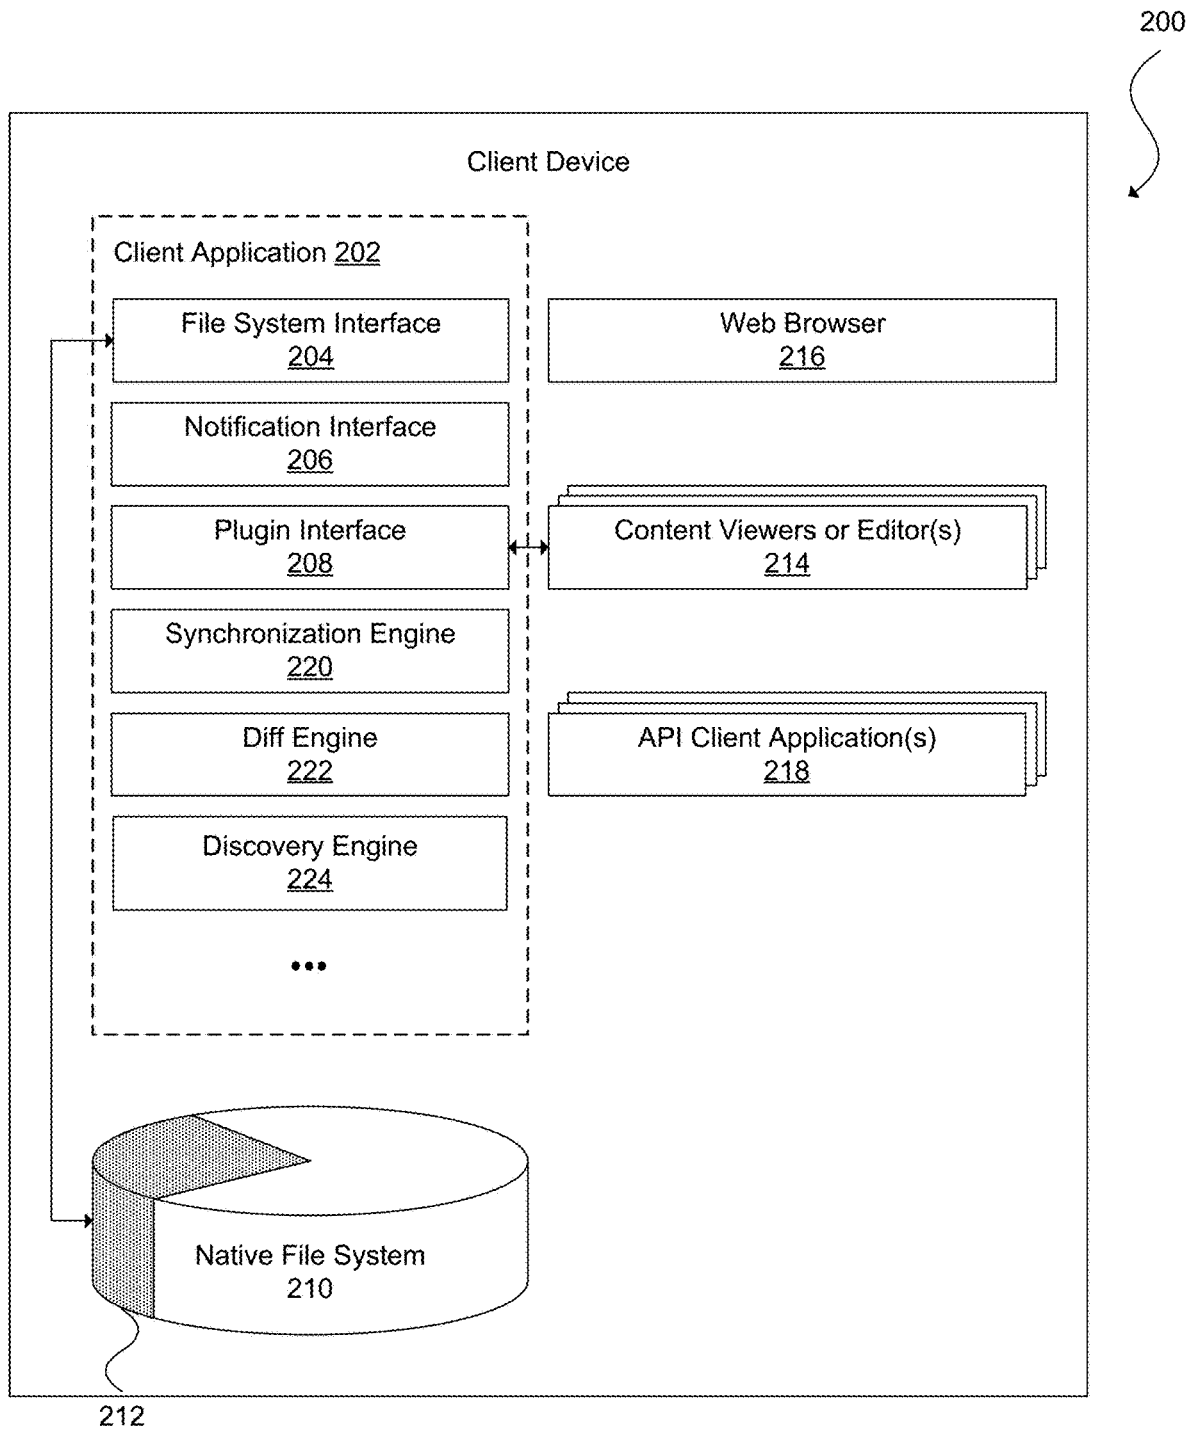 200
Client Device
Client Application 202
File System Interface
204
Web Browser
216
Notification Interface
206
Plugin Interface
208
Content Viewers or Editor(s)
214
Synchronization Engine
220
Diff Engine
222
API Client Application(s)
218
Discovery Engine
224
•••
Native File System
210
212